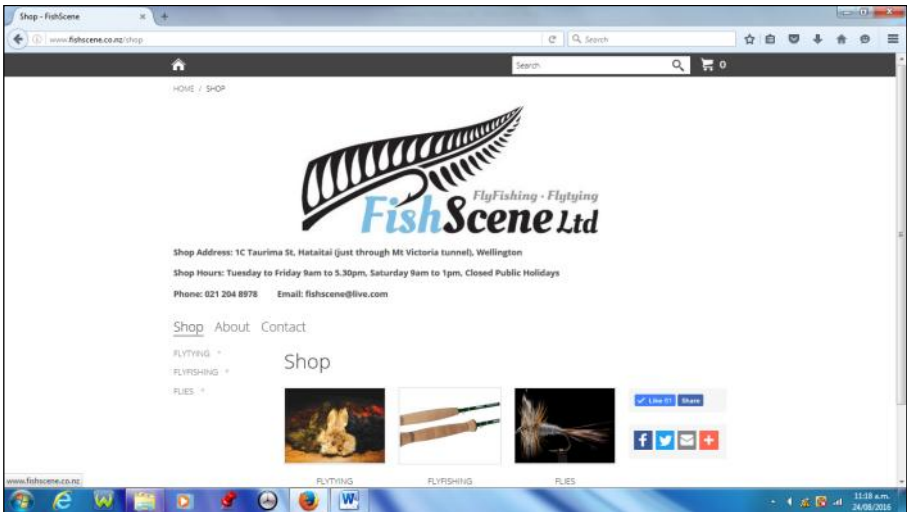 Shop - FishScene
www.fishscene.co.nz/shop
Search
Search
0
HOME / SHOP
FlyFishing - Flytying
FishScene Ltd
Shop Address: 1C Taurima St, Hataitai (just through Mt Victoria tunnel), Wellington
Shop Hours: Tuesday to Friday 9am to 5.30pm, Saturday 9am to 1pm, Closed Public Holidays
Phone: 021 204 8978 Email: fishscene@live.com
Shop About Contact
FLYTYING
FLYFISHING
FLIES
Shop
Like 51 Share
FLYTYING FLYFISHING FLIES
www.fishscene.co.nz
11:18 a.m.
24/08/2016